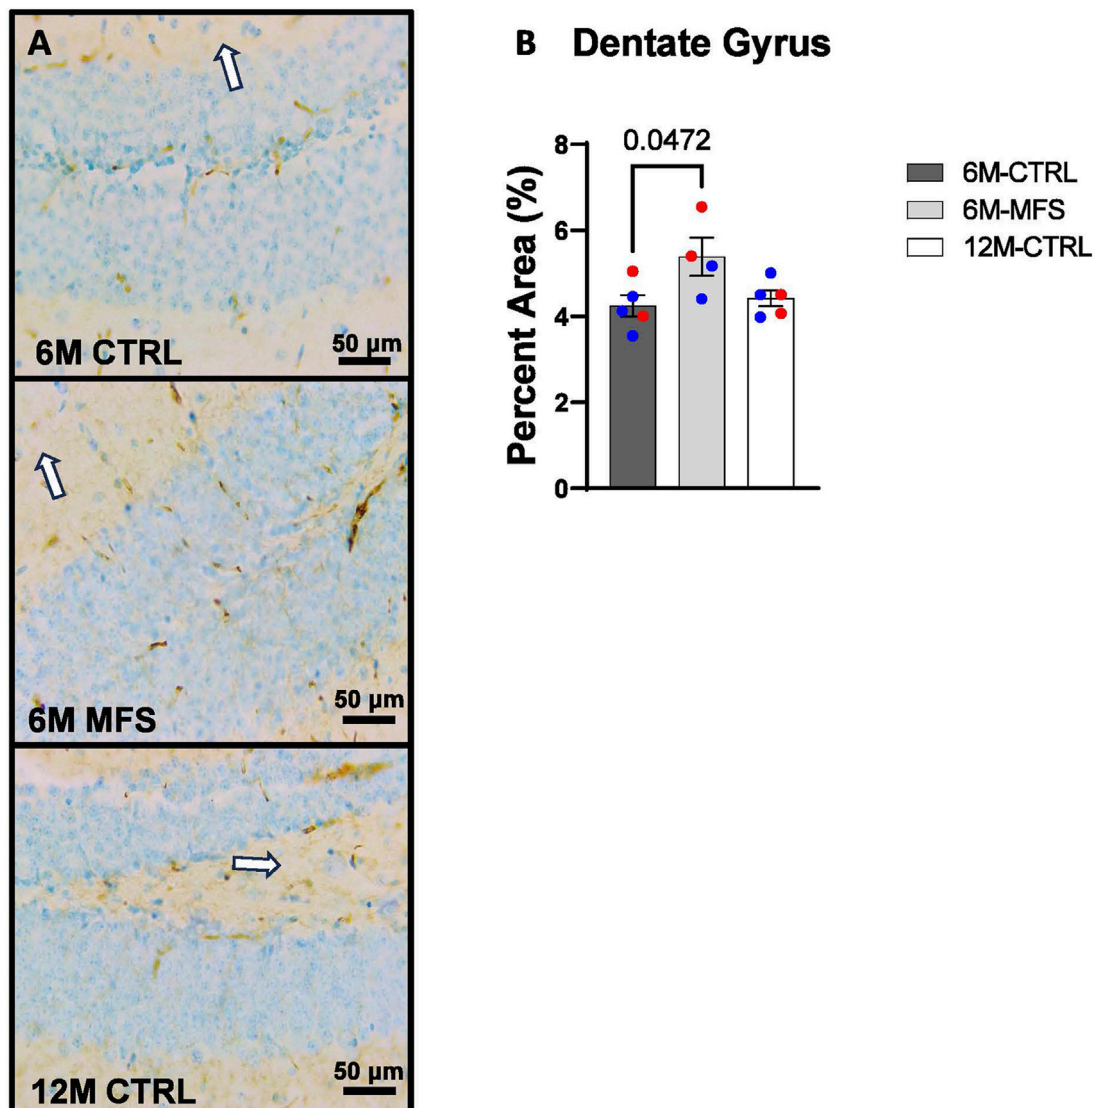 A
6M CTRL
50 µm
6M MFS
50 µm
12M CTRL
50 µm
B Dentate Gyrus
Percent Area (%)
8
6
4
2
0
0.0472
6M-CTRL
6M-MFS
12M-CTRL